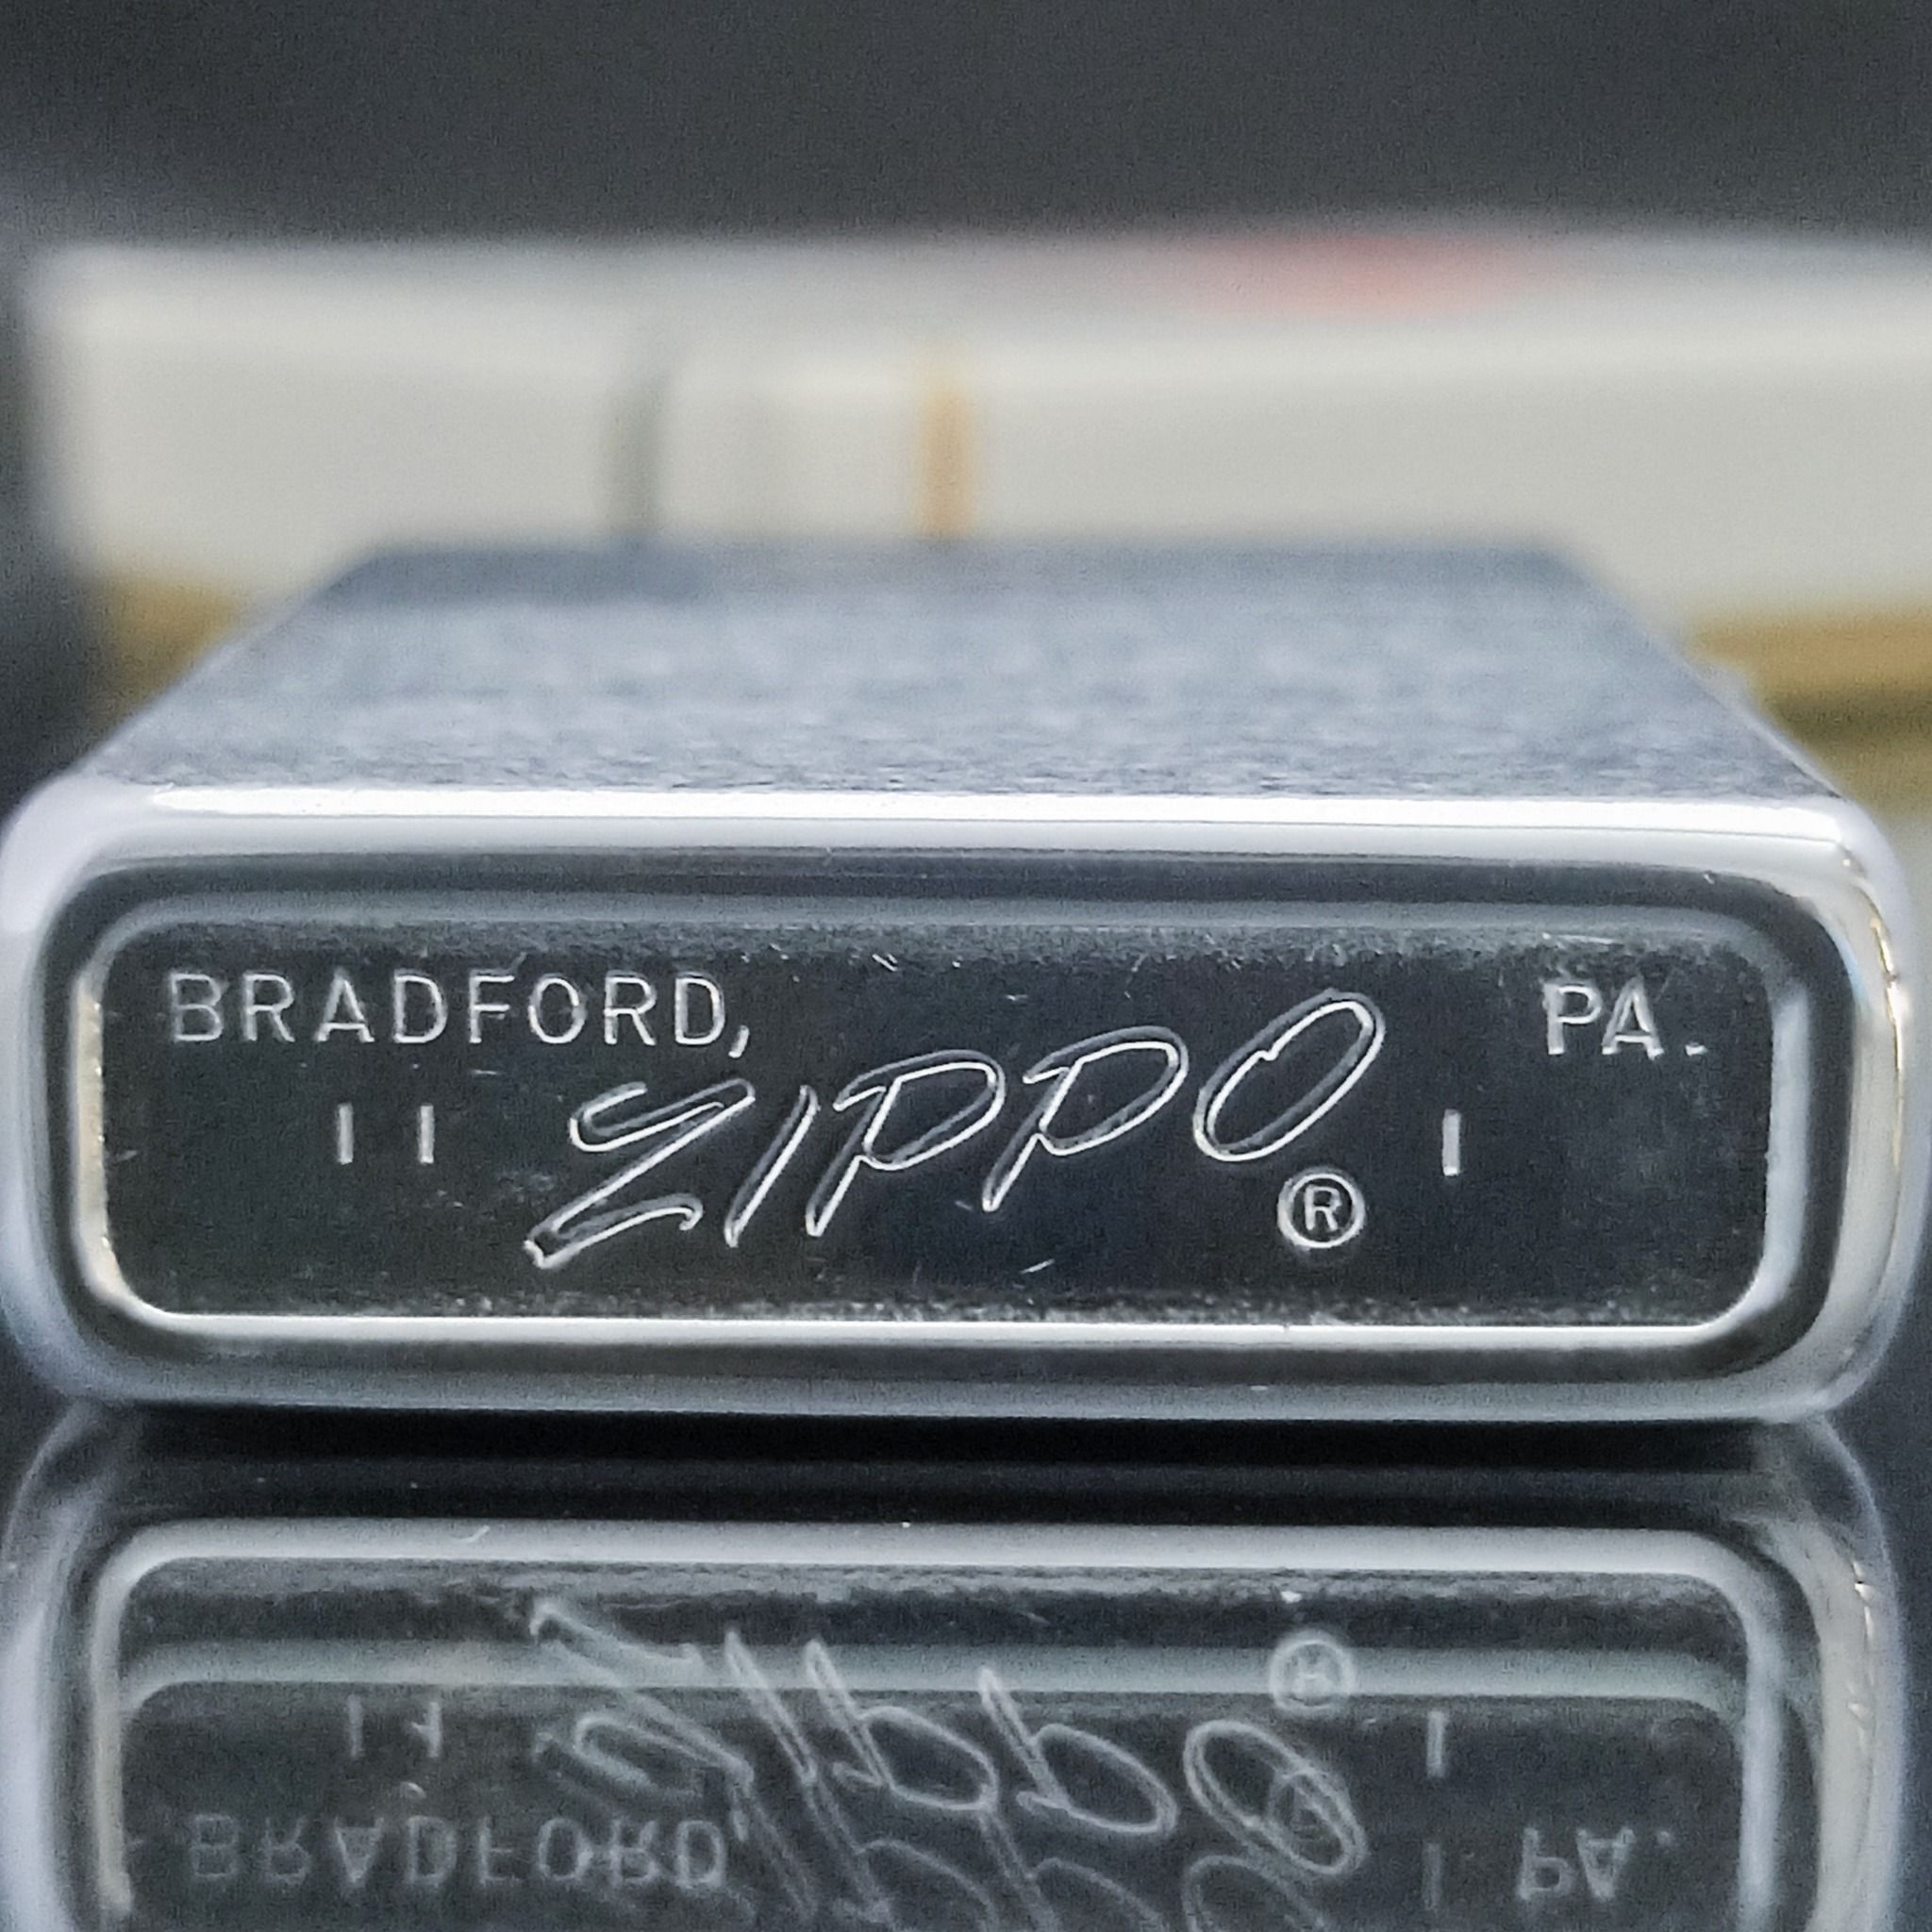 BRADFORD, PA.
II ZIPPO I
®